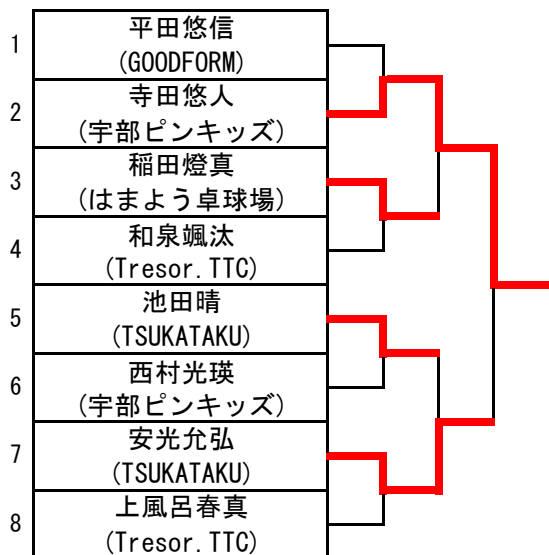 1
平田悠信
(GOODFORM)
2
寺田悠人
(宇部ピンキッズ)
3
稲田燈真
(はまよう卓球場)
4
和泉颯汰
(Tresor.TTC)
5
池田晴
(TSUKATAKU)
6
西村光瑛
(宇部ピンキッズ)
7
安光允弘
(TSUKATAKU)
8
上風呂春真
(Tresor.TTC)